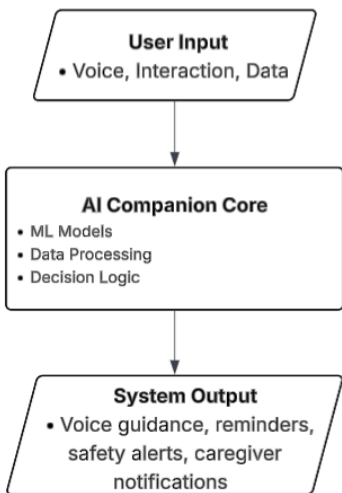 User Input
• Voice, Interaction, Data
AI Companion Core
• ML Models
• Data Processing
• Decision Logic
System Output
• Voice guidance, reminders,
safety alerts, caregiver
notifications